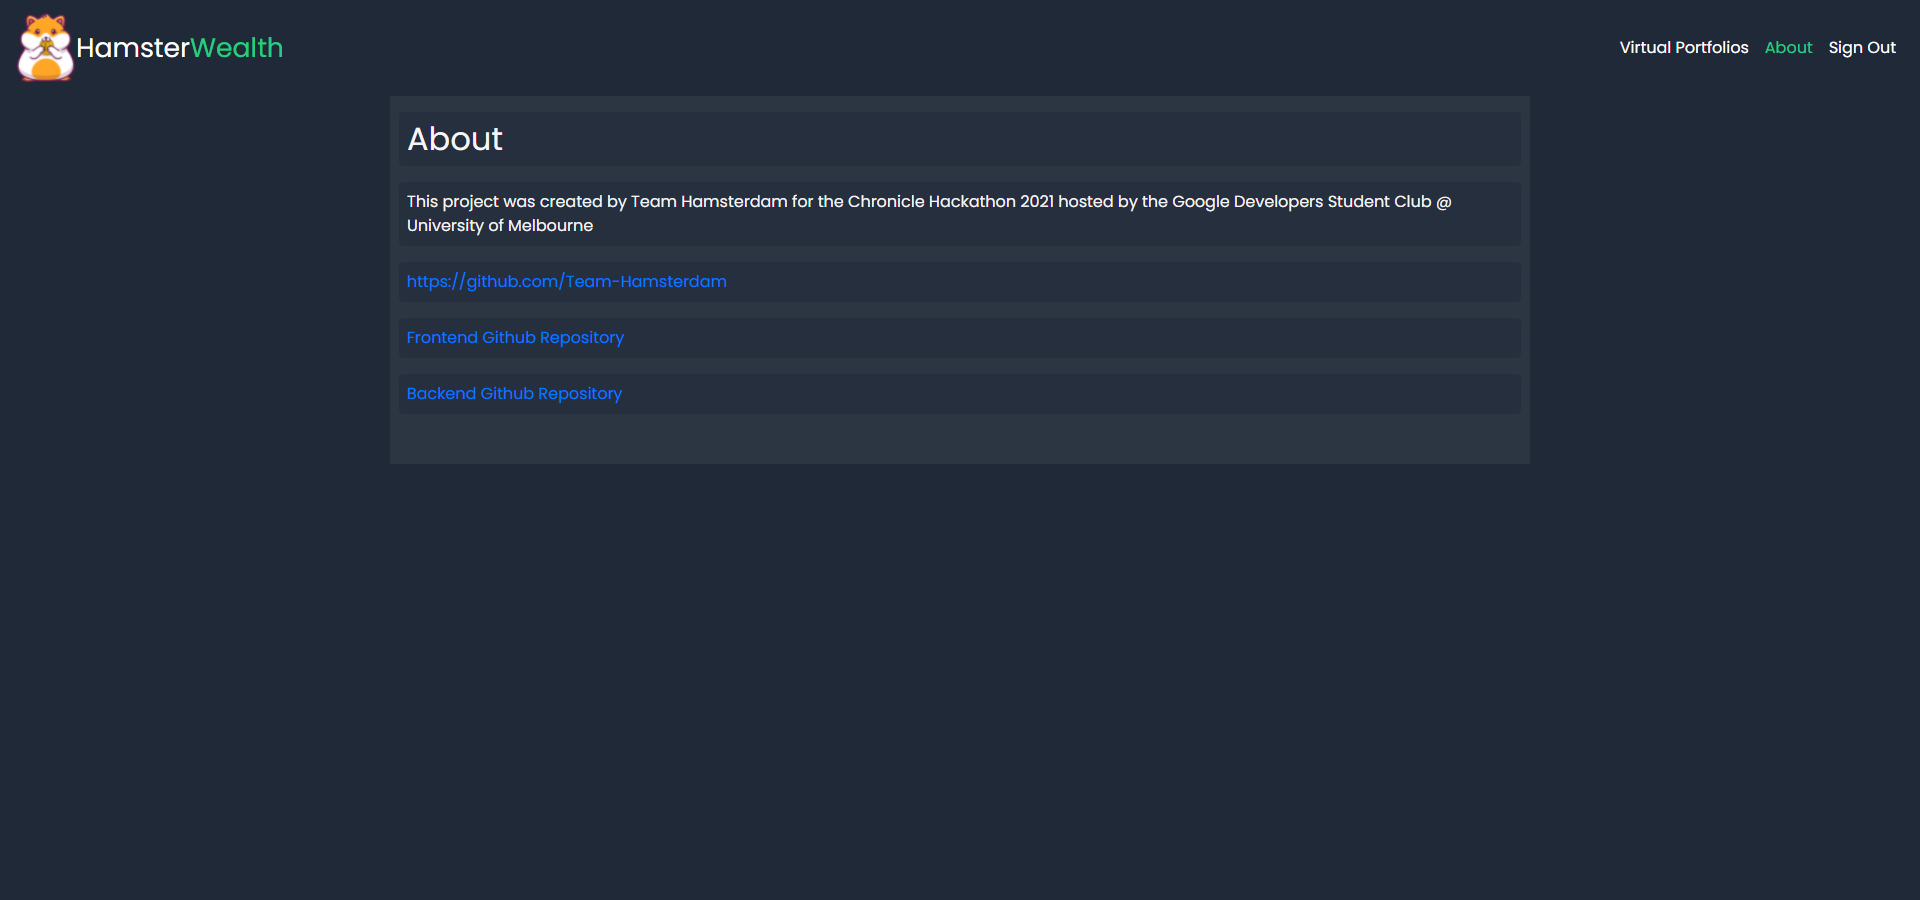 HamsterWealth
Virtual Portfolios About Sign Out
About
This project was created by Team Hamsterdam for the Chronicle Hackathon 2021 hosted by the Google Developers Student Club @
University of Melbourne
https://github.com/Team-Hamsterdam
Frontend Github Repository
Backend Github Repository